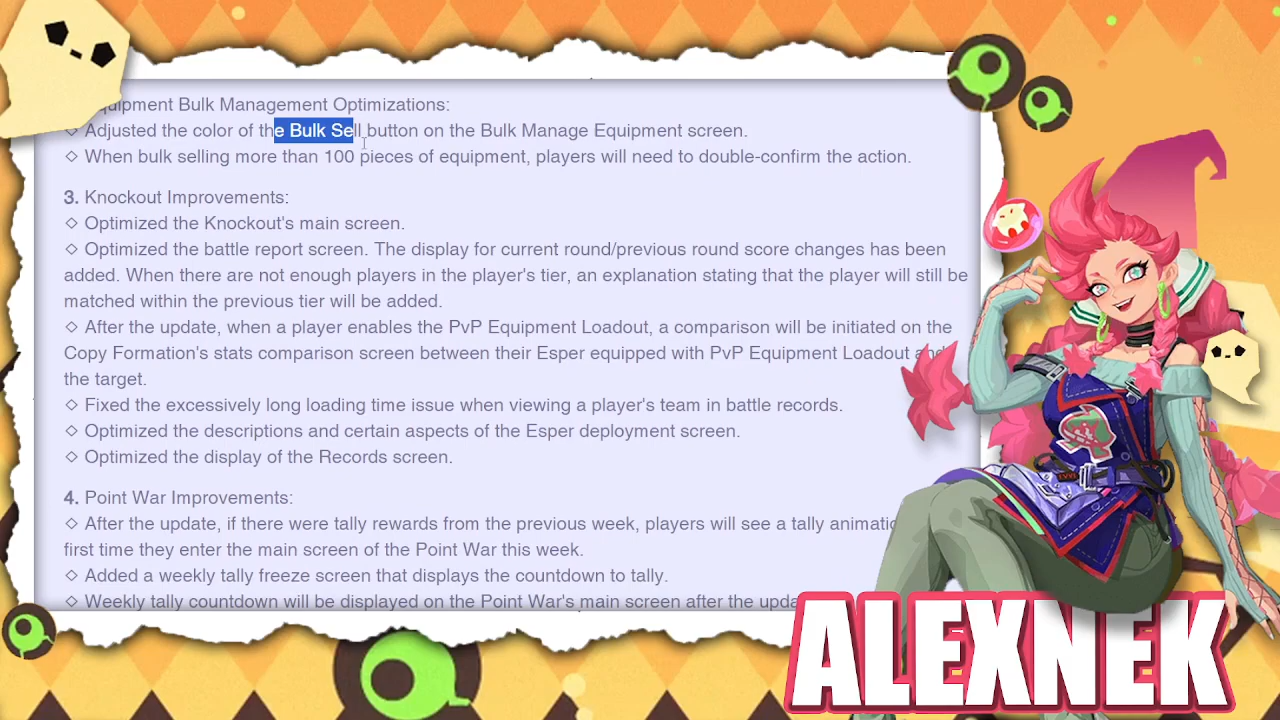 quipment Bulk Management Optimizations:
◇ Adjusted the color of the Bulk Sell button on the Bulk Manage Equipment screen.
◇ When bulk selling more than 100 pieces of equipment, players will need to double-confirm the action.
3. Knockout Improvements:
◇ Optimized the Knockout's main screen.
◇ Optimized the battle report screen. The display for current round/previous round score changes has been
added. When there are not enough players in the player's tier, an explanation stating that the player will still be
matched within the previous tier will be added.
◇ After the update, when a player enables the PvP Equipment Loadout, a comparison will be initiated on the
Copy Formation's stats comparison screen between their Esper equipped with PvP Equipment Loadout and
the target.
◇ Fixed the excessively long loading time issue when viewing a player's team in battle records.
◇ Optimized the descriptions and certain aspects of the Esper deployment screen.
◇ Optimized the display of the Records screen.
4. Point War Improvements:
◇ After the update, if there were tally rewards from the previous week, players will see a tally animatio
first time they enter the main screen of the Point War this week.
◇ Added a weekly tally freeze screen that displays the countdown to tally.
◇ Weekly tally countdown will be displayed on the Point War's main screen after the upda
ALEXNEK